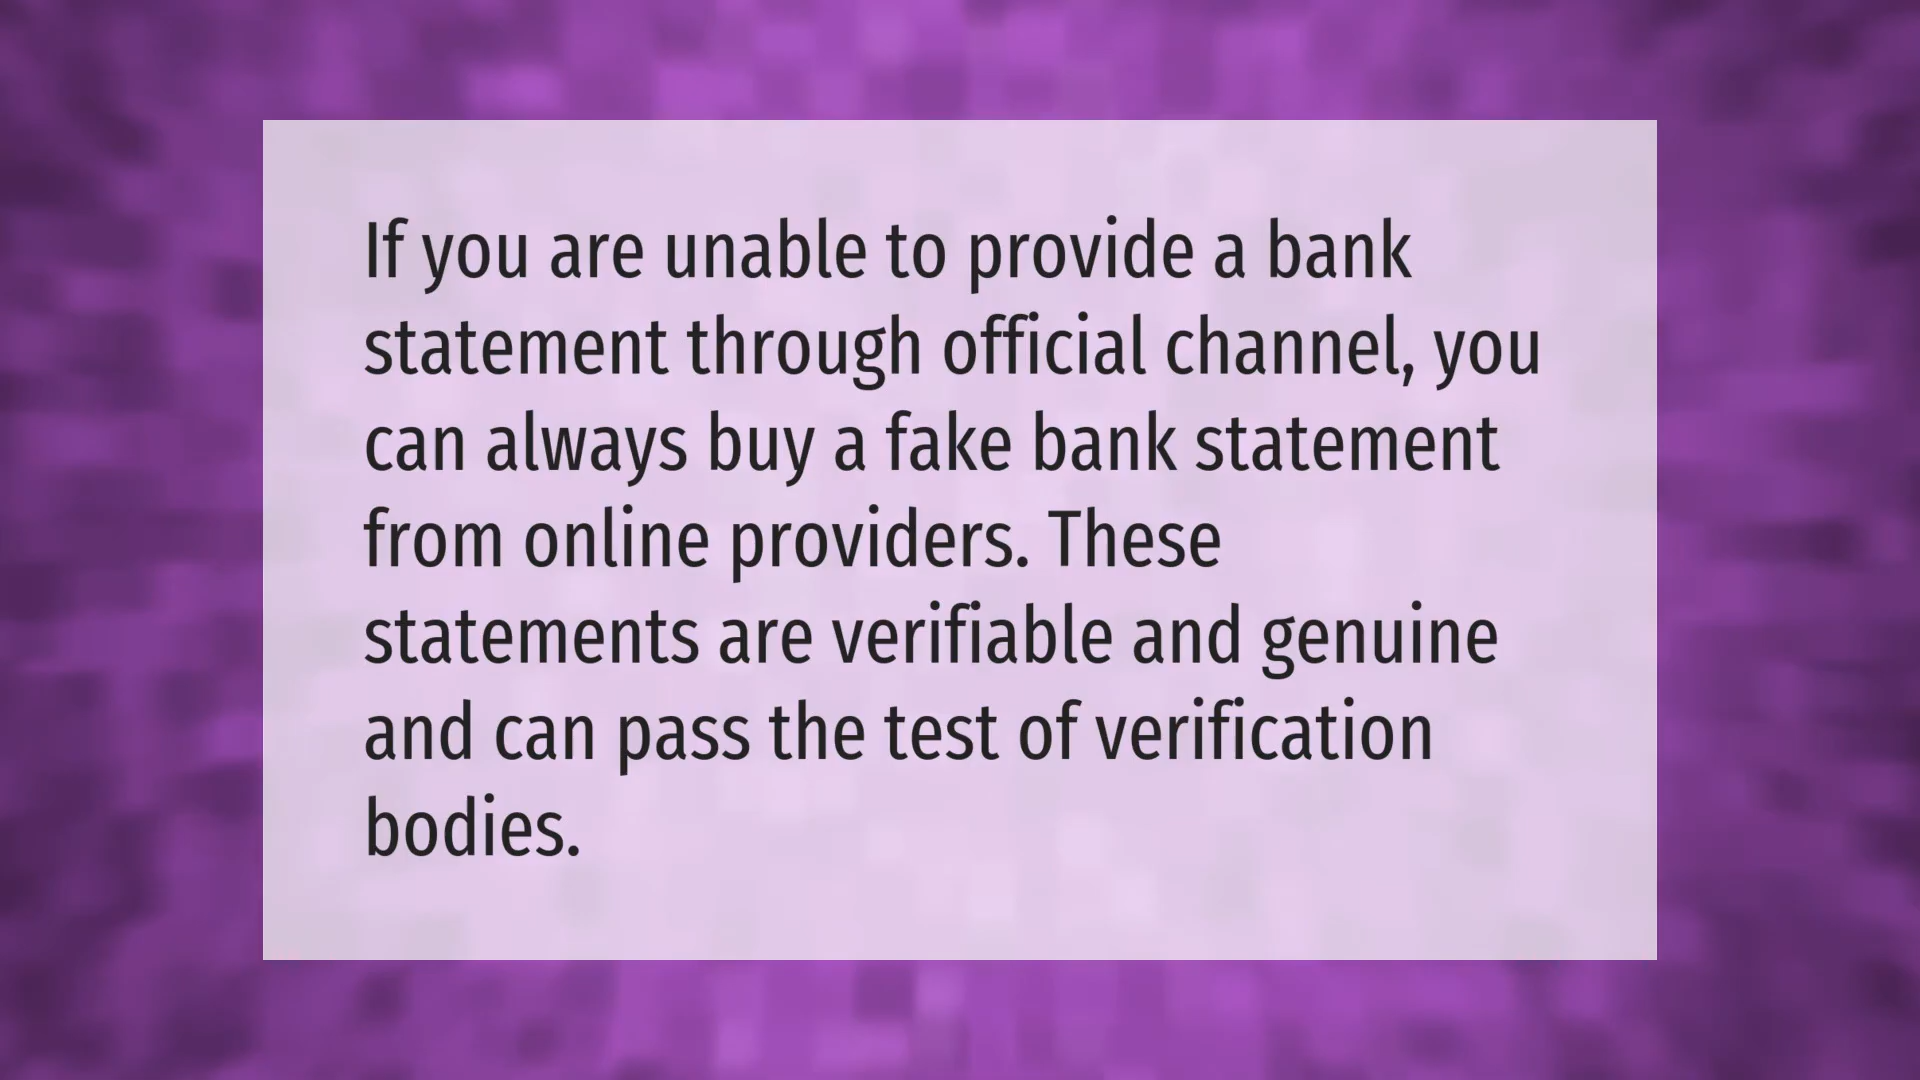 If you are unable to provide a bank
statement through official channel, you
can always buy a fake bank statement
from online providers. These
statements are verifiable and genuine
and can pass the test of verification
bodies.